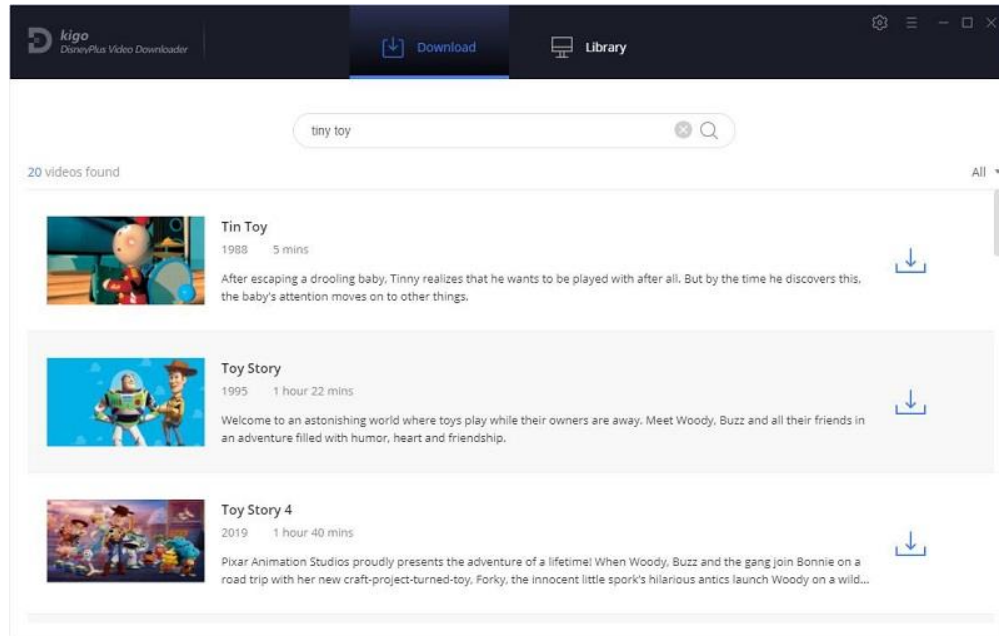 kigo
DisneyPlus Video Downloader
Download
Library
tiny toy
20 videos found
All
Tin Toy
1988 5 mins
After escaping a drooling baby, Tinny realizes that he wants to be played with after all. But by the time he discovers this,
the baby's attention moves on to other things.
Toy Story
1995 1 hour 22 mins
Welcome to an astonishing world where toys play while their owners are away. Meet Woody, Buzz and all their friends in
an adventure filled with humor, heart and friendship.
Toy Story 4
2019 1 hour 40 mins
Pixar Animation Studios proudly presents the adventure of a lifetime! When Woody, Buzz and the gang join Bonnie on a
road trip with her new craft-project-turned-toy, Forky, the innocent little spork's hilarious antics launch Woody on a wild...